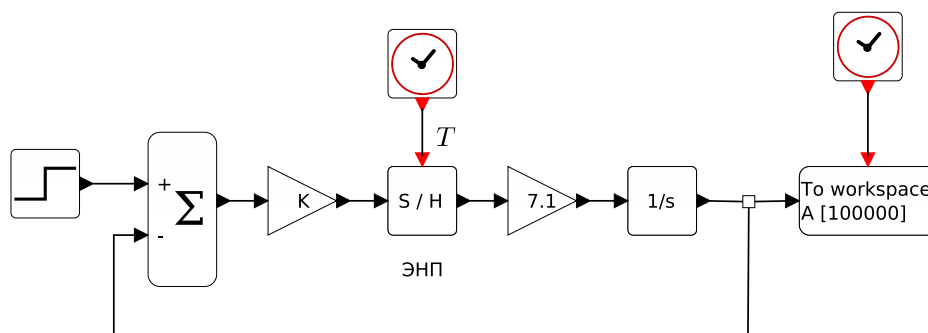 T
+
Σ
-
K
S / H
7.1
1/s
To workspace
A [100000]
ЭНП